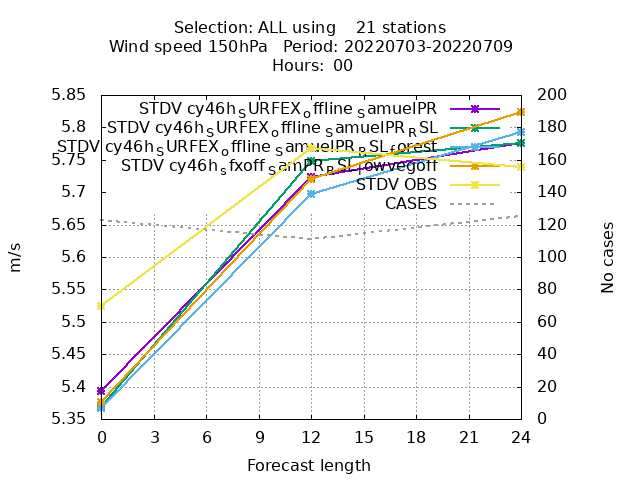 Selection: ALL using    21 stations
Wind speed 150hPa   Period: 20220703-20220709
Hours:  00
STDV cy46h_SURFEX_offline_SamuelPR
STDV cy46h_SURFEX_offline_SamuelPR_RSL
STDV cy46h_SURFEX_offline_SamuelPR_RSL_forest
STDV cy46h_sfxoff_SamPR_RSL_lowvegoff
STDV OBS
CASES
5.85
5.8
5.75
5.7
5.65
5.6
5.55
5.5
5.45
5.4
5.35
200
180
160
140
120
100
80
60
40
20
0
0 3 6 9 12 15 18 21 24
m/s
No cases
Forecast length